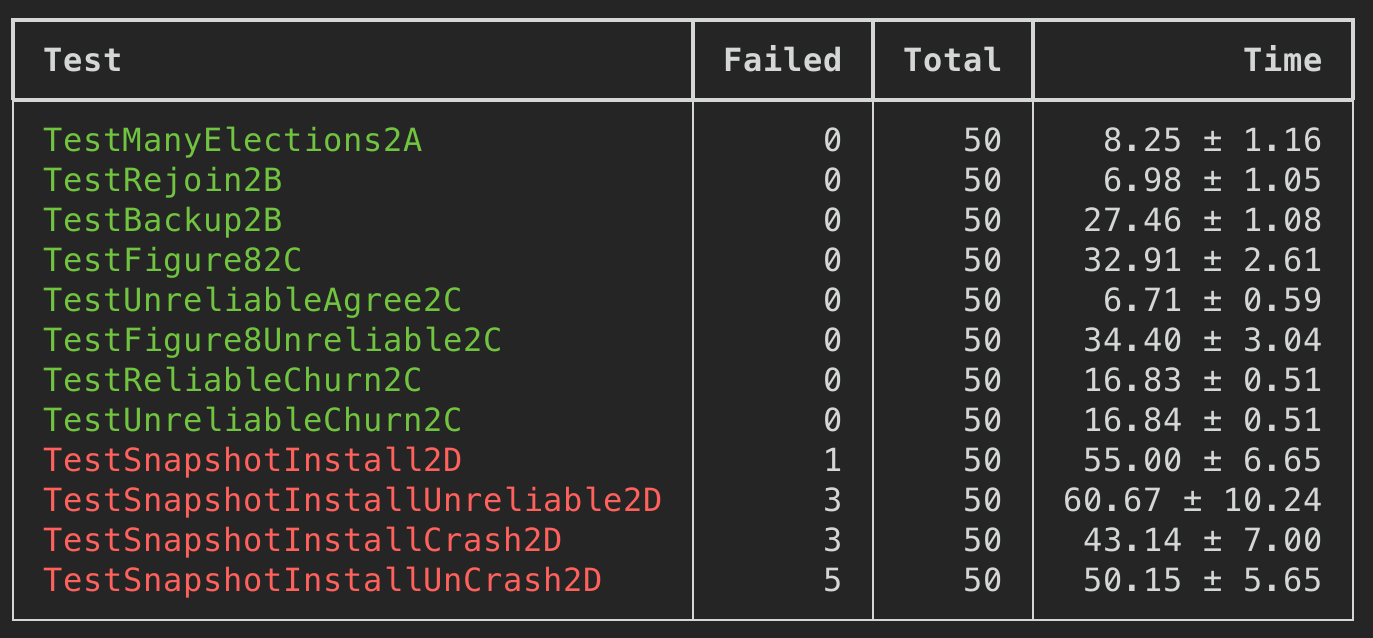 Test Failed Total Time
TestManyElections2A 0 50 8.25 ± 1.16
TestRejoin2B 0 50 6.98 ± 1.05
TestBackup2B 0 50 27.46 ± 1.08
TestFigure82C 0 50 32.91 ± 2.61
TestUnreliableAgree2C 0 50 6.71 ± 0.59
TestFigure8Unreliable2C 0 50 34.40 ± 3.04
TestReliableChurn2C 0 50 16.83 ± 0.51
TestUnreliableChurn2C 0 50 16.84 ± 0.51
TestSnapshotInstall2D 1 50 55.00 ± 6.65
TestSnapshotInstallUnreliable2D 3 50 60.67 ± 10.24
TestSnapshotInstallCrash2D 3 50 43.14 ± 7.00
TestSnapshotInstallUnCrash2D 5 50 50.15 ± 5.65